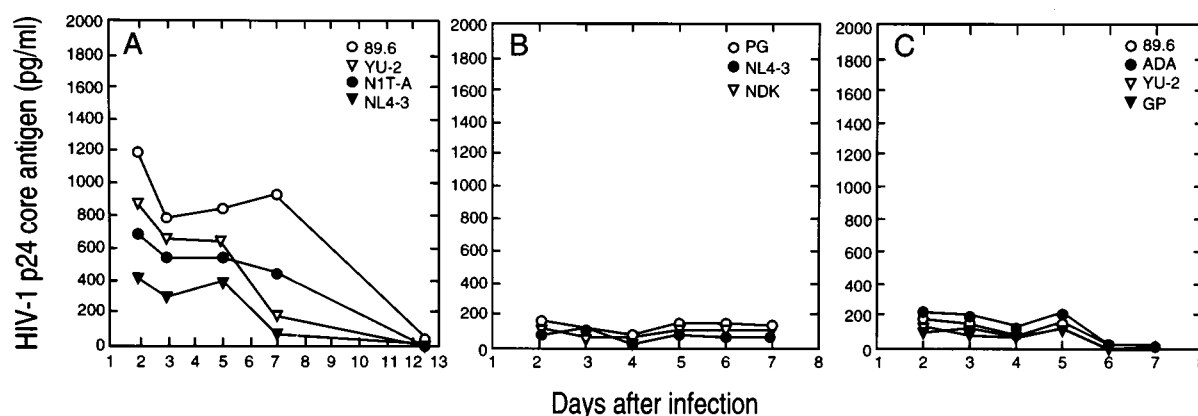 HIV-1 p24 core antigen (pg/ml)
A
2000
1800
1600
1400
1200
1000
800
600
400
200
0
1 2 3 4 5 6 7 8 9 10 11 12 13
89.6
YU-2
N1T-A
NL4-3
B
2000
1800
1600
1400
1200
1000
800
600
400
200
0
1 2 3 4 5 6 7 8
PG
NL4-3
NDK
C
2000
1800
1600
1400
1200
1000
800
600
400
200
0
1 2 3 4 5 6 7 8
89.6
ADA
YU-2
GP
Days after infection